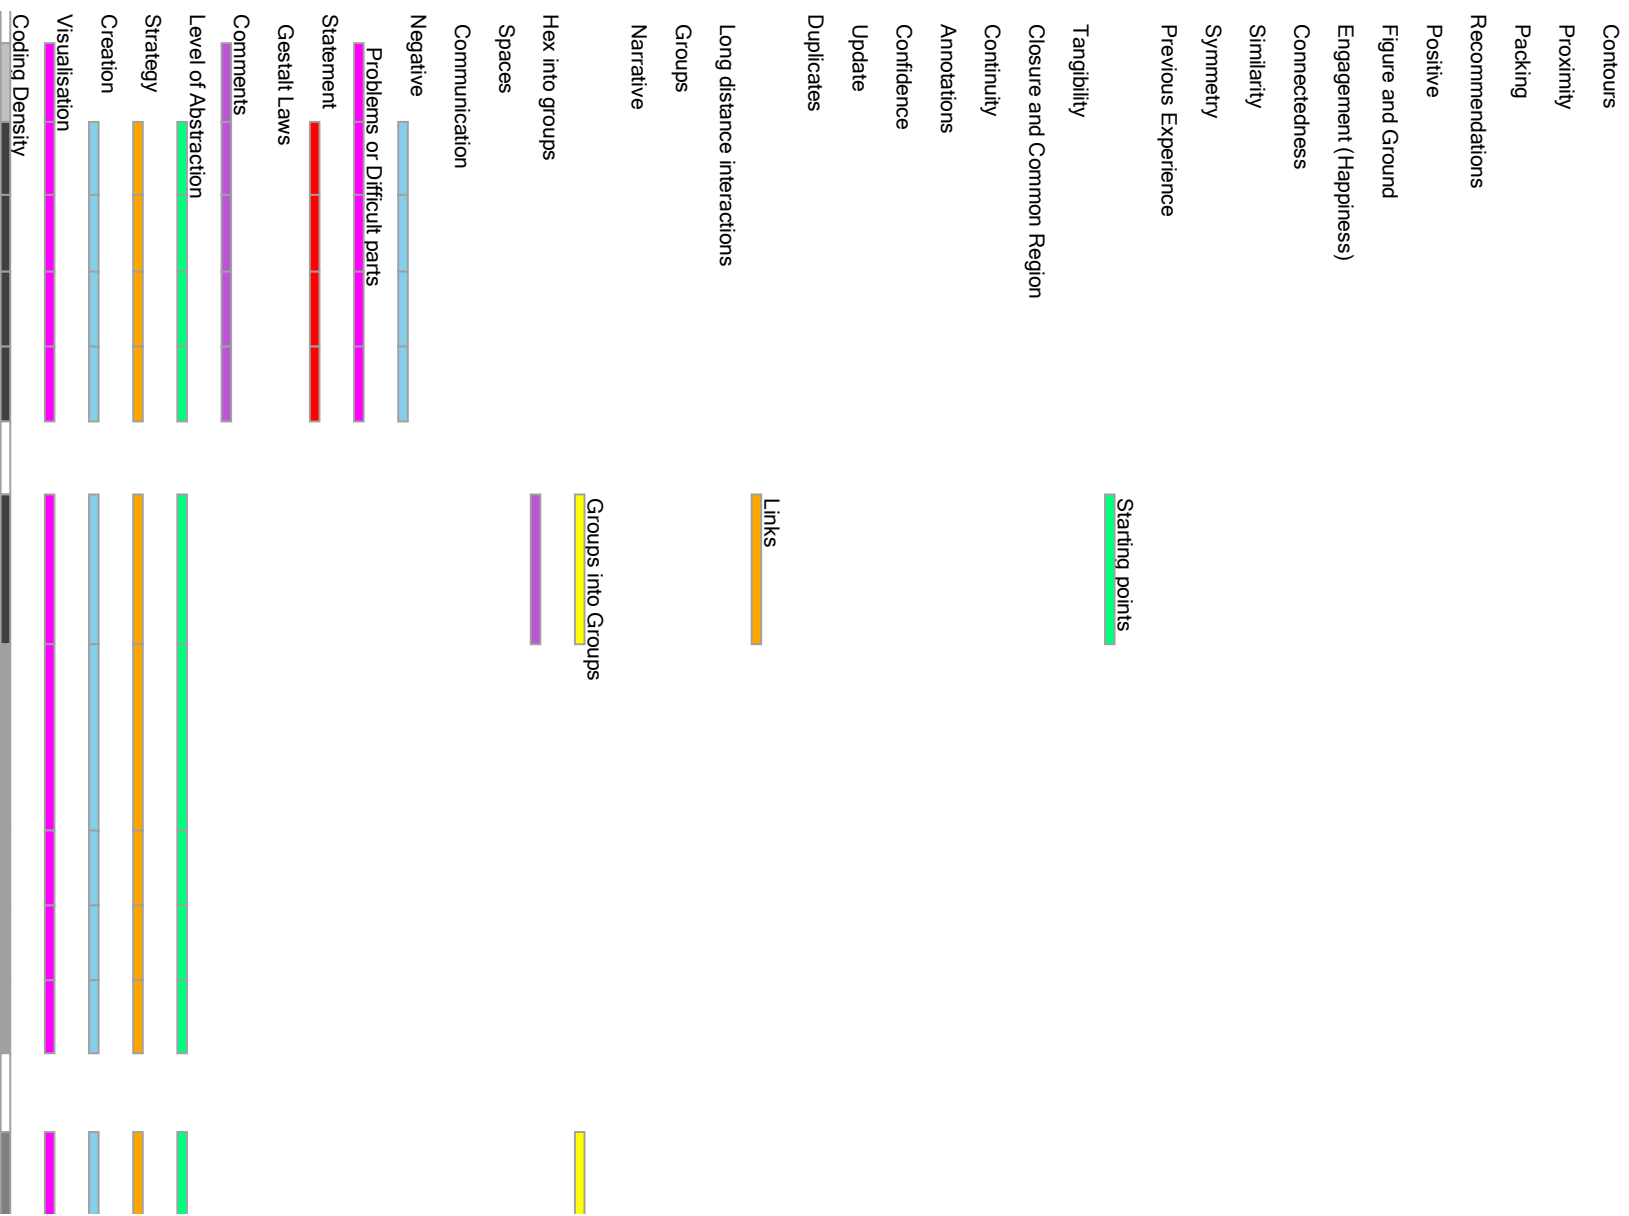 Coding Density
Visualisation
Creation
Strategy
Level of Abstraction
Comments
Gestalt Laws
Statement
Problems or Difficult parts
Negative
Communication
Spaces
Hex into groups
Groups into Groups
Narrative
Groups
Long distance interactions
Links
Duplicates
Update
Confidence
Annotations
Continuity
Closure and Common Region
Tangibility
Starting points
Previous Experience
Symmetry
Similarity
Connectedness
Engagement (Happiness)
Figure and Ground
Positive
Recommendations
Packing
Proximity
Contours